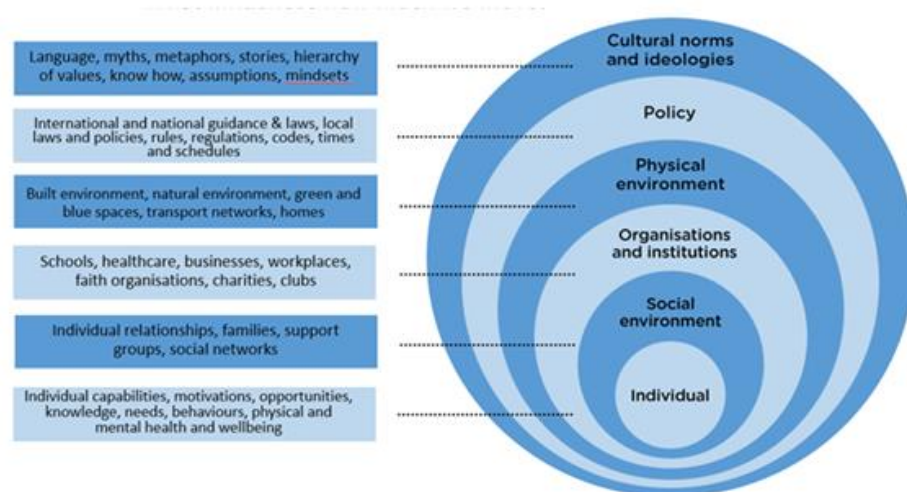 Language, myths, metaphors, stories, hierarchy
of values, know how, assumptions, mindsets
International and national guidance & laws, local
laws and policies, rules, regulations, codes, times
and schedules
Built environment, natural environment, green and
blue spaces, transport networks, homes
Schools, healthcare, businesses, workplaces,
faith organisations, charities, clubs
Individual relationships, families, support
groups, social networks
Individual capabilities, motivations, opportunities,
knowledge, needs, behaviours, physical and
mental health and wellbeing
Cultural norms
and ideologies
Policy
Physical
environment
Organisations
and institutions
Social
environment
Individual